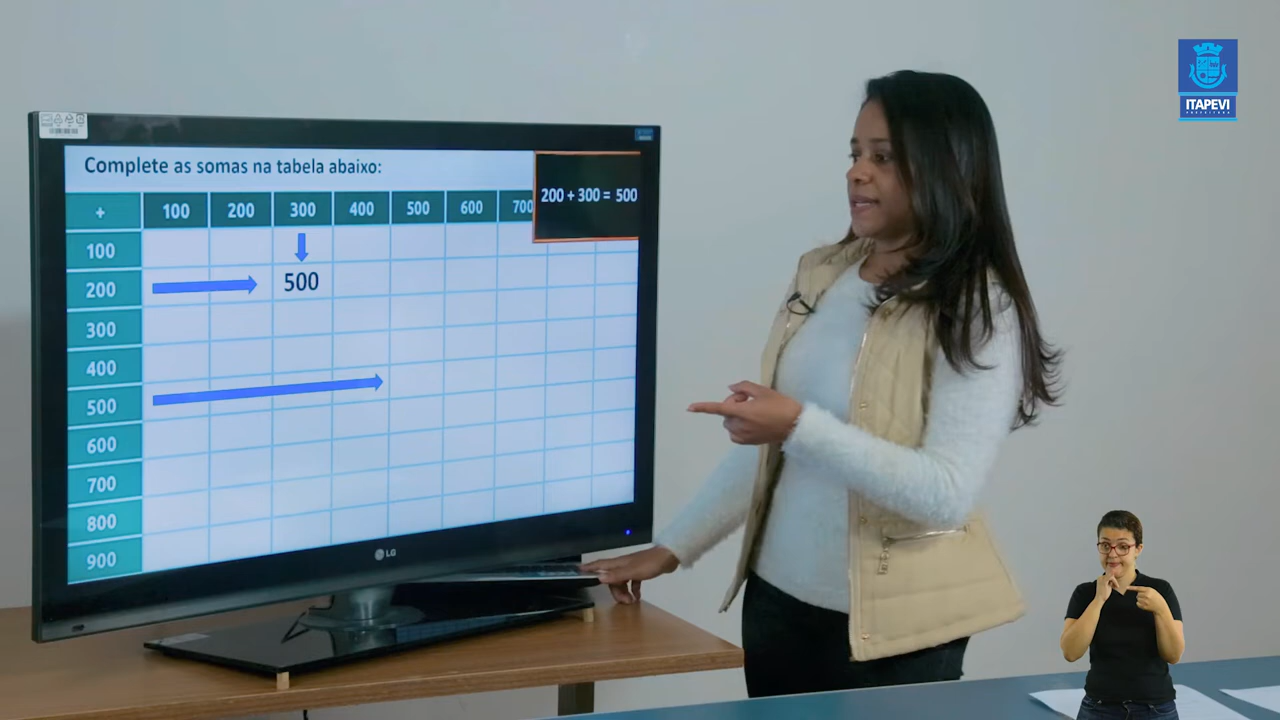 ITAPEVI
PREFEITURA
Complete as somas na tabela abaixo:
200 + 300 = 500
+ 100 200 300 400 500 600 700
100
200 500
300
400
500
600
700
800
900
LG